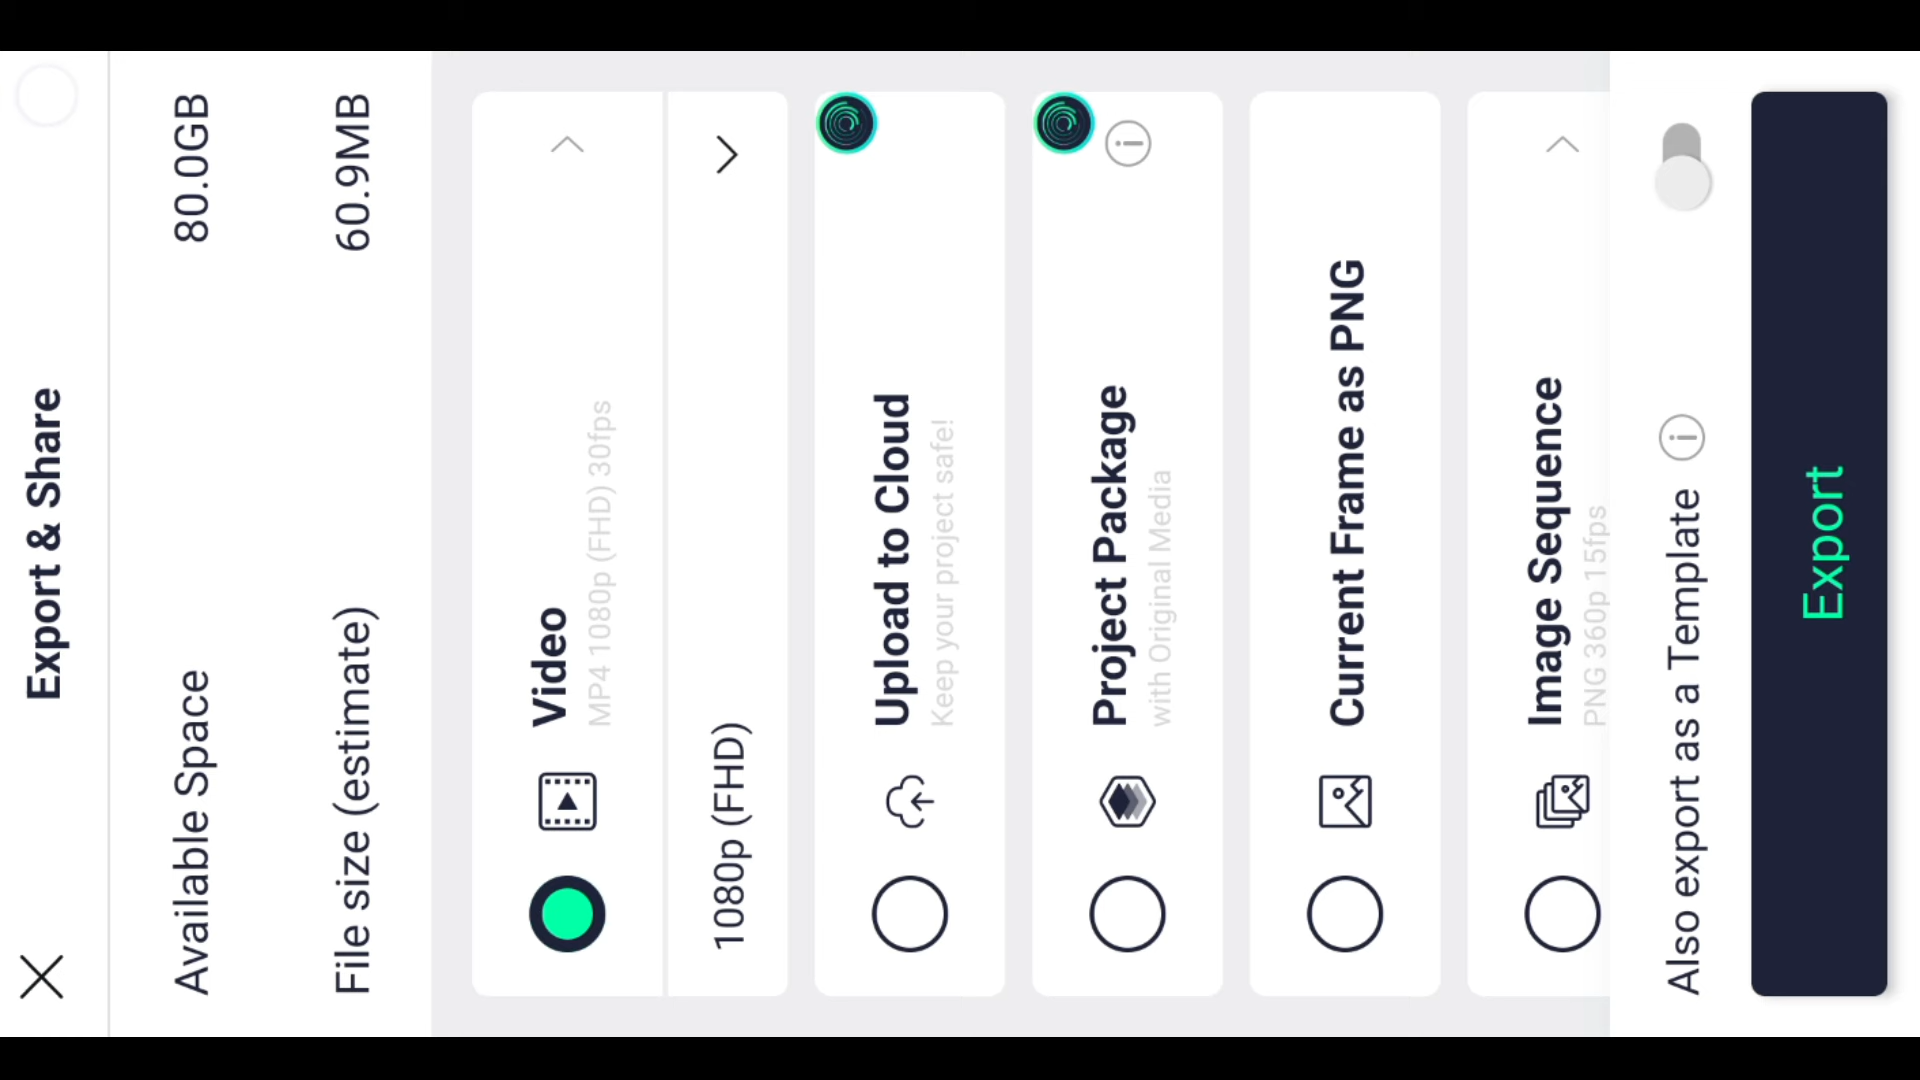 Export & Share
Available Space 80.0GB
File size (estimate) 60.9MB
Video
MP4 1080p (FHD) 30fps
1080p (FHD)
Upload to Cloud
Keep your project safe!
Project Package
with Original Media
Current Frame as PNG
Image Sequence
PNG 360p 15fps
Also export as a Template
Export